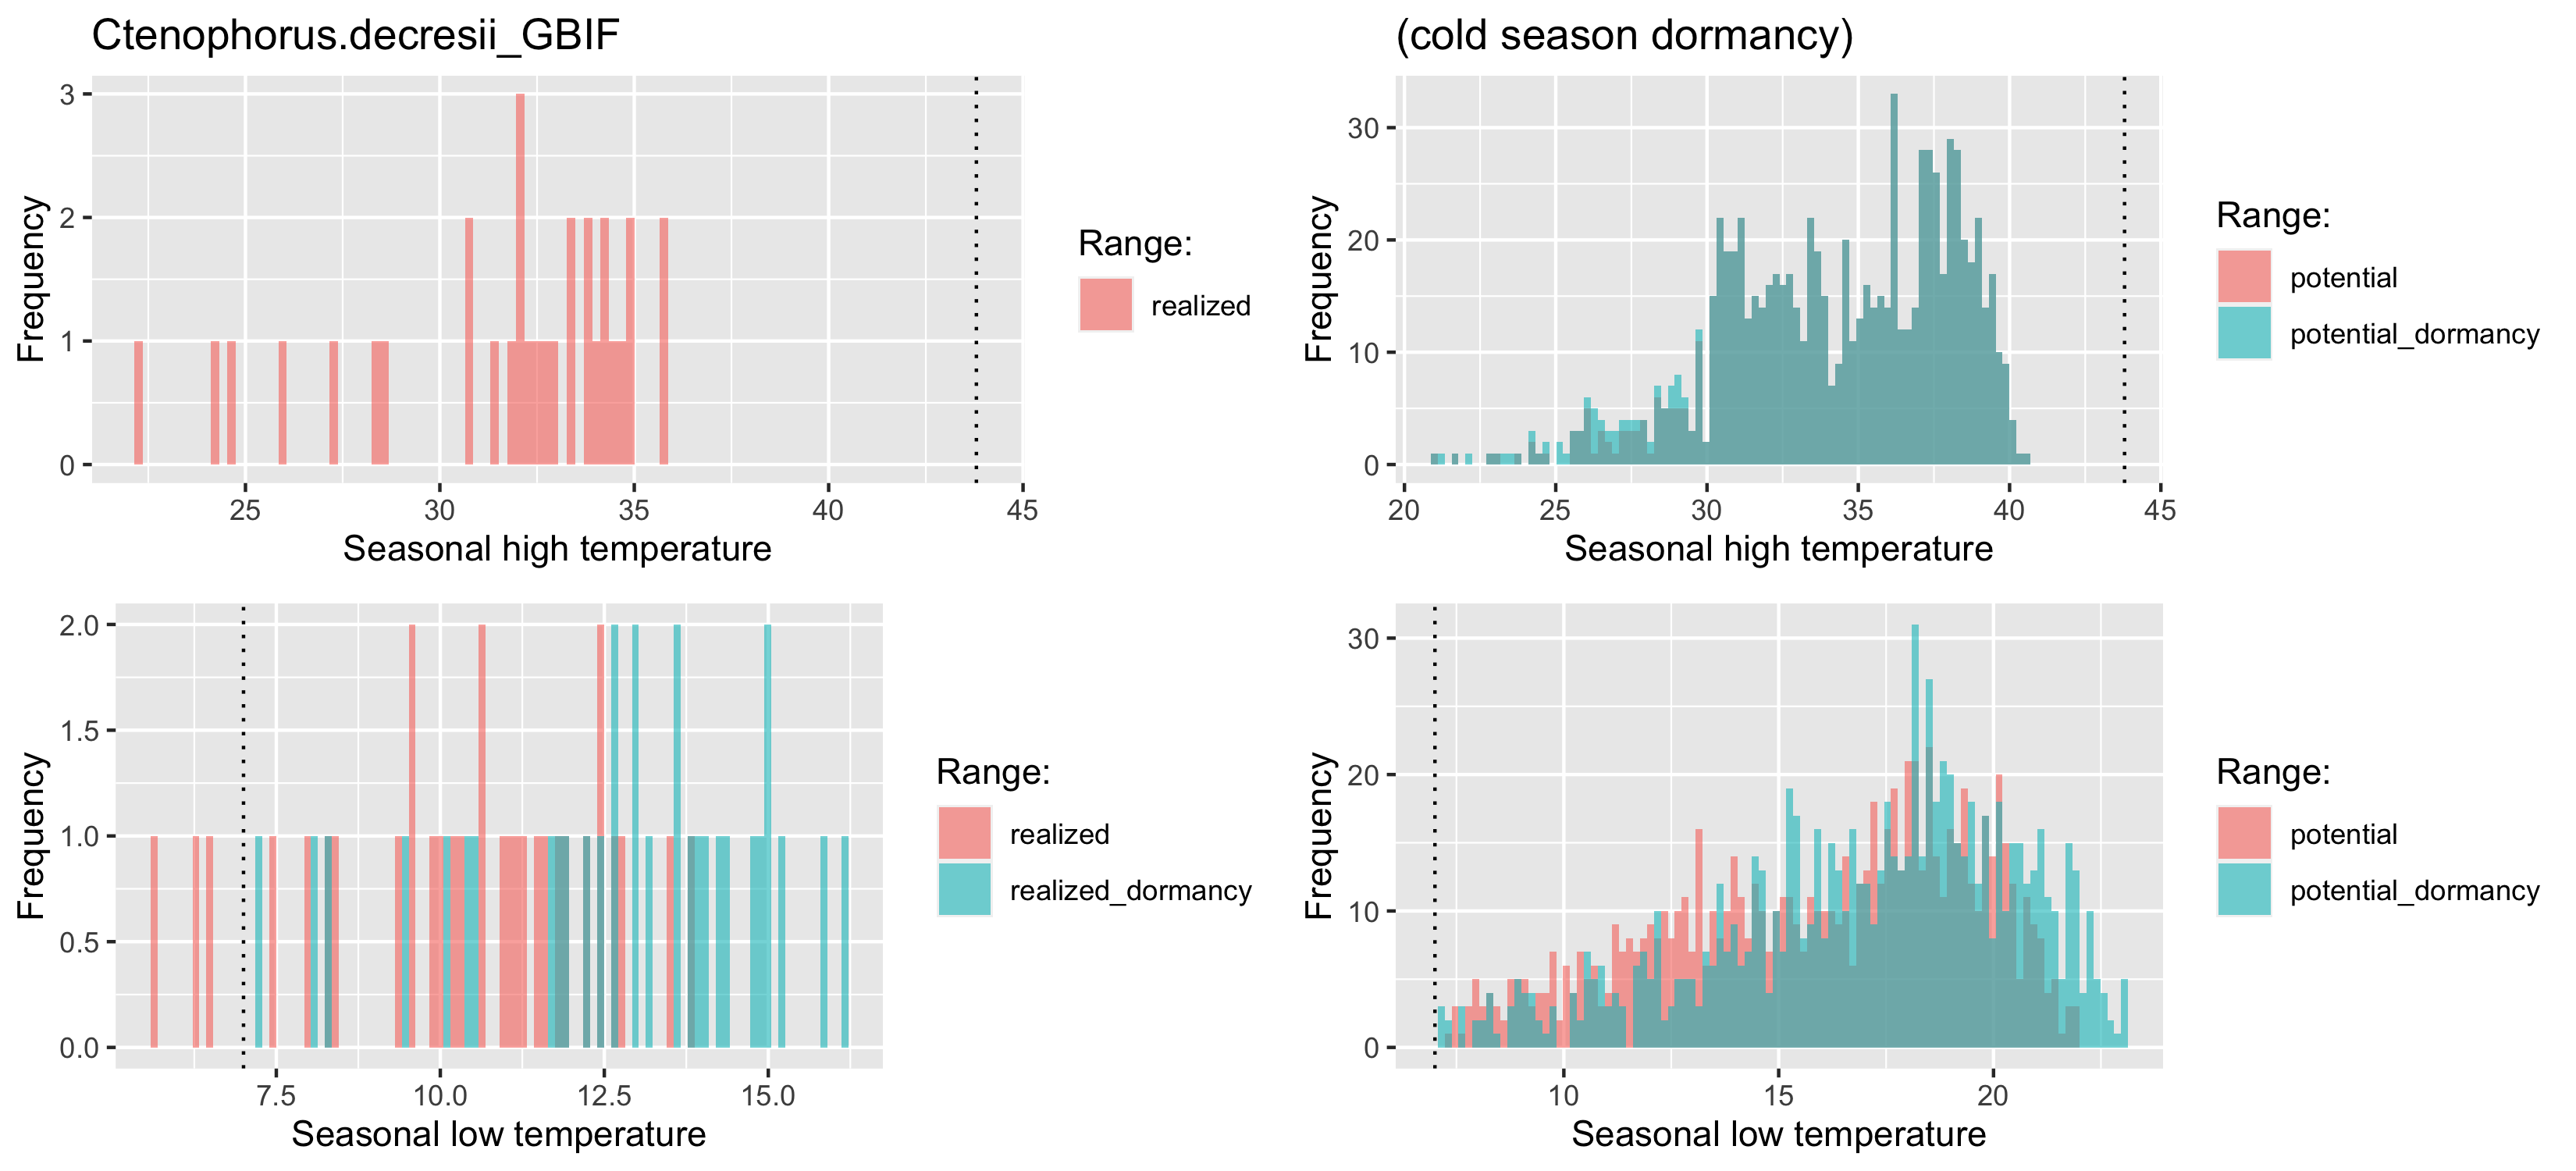 Ctenophorus.decresii_GBIF
3
2
1
0
Frequency
25 30 35 40 45
Seasonal high temperature
Range:
realized
(cold season dormancy)
30
20
10
0
Frequency
20 25 30 35 40 45
Seasonal high temperature
Range:
potential
potential_dormancy
2.0
1.5
1.0
0.5
0.0
Frequency
7.5 10.0 12.5 15.0
Seasonal low temperature
Range:
realized
realized_dormancy
30
20
10
0
Frequency
10 15 20
Seasonal low temperature
Range:
potential
potential_dormancy